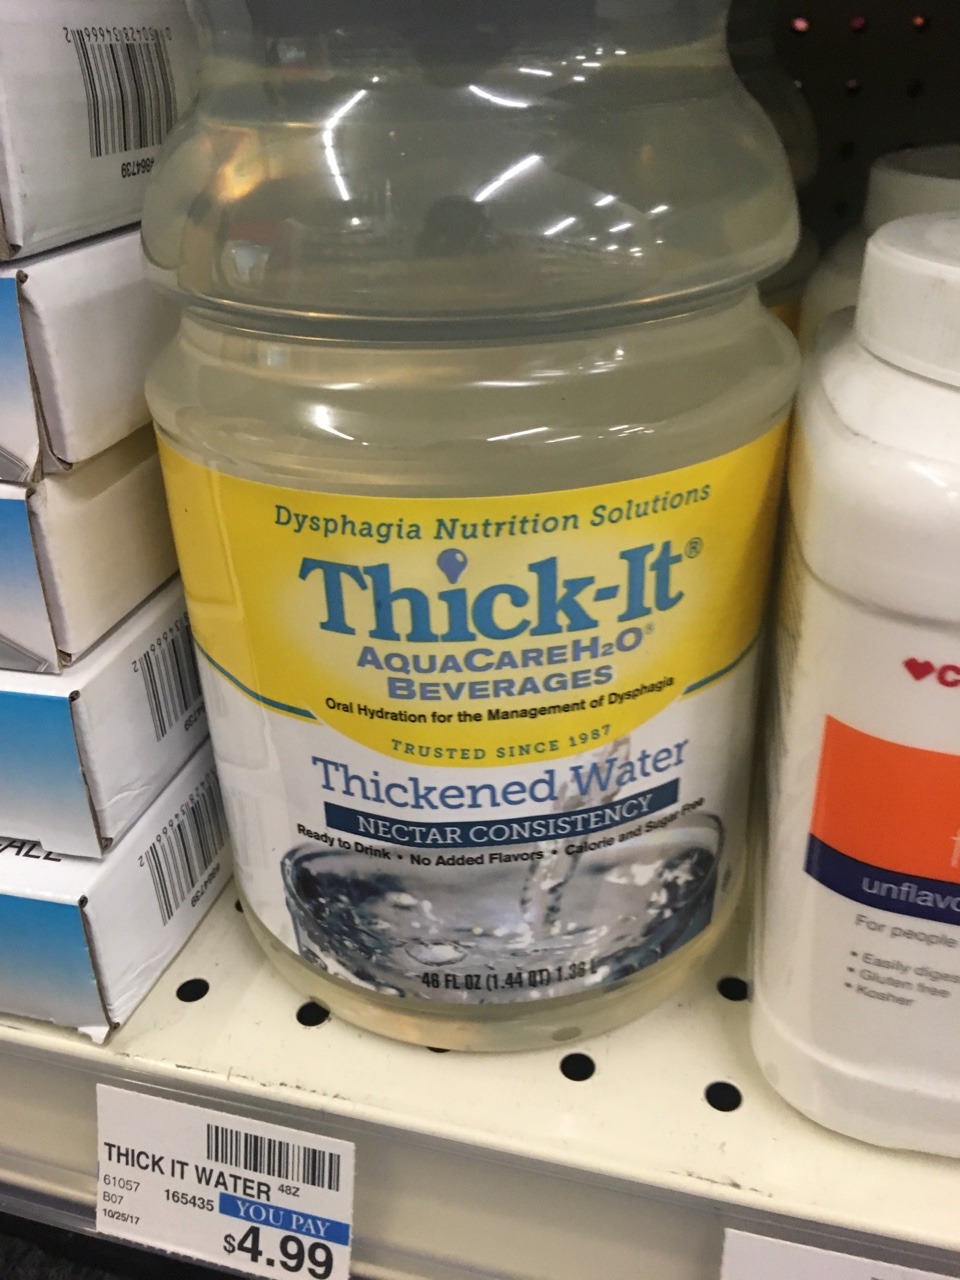 Dysphagia Nutrition Solutions
Thick-It®
AQUACAREH2O®
BEVERAGES
Oral Hydration for the Management of Dysphagia
TRUSTED SINCE 1987
Thickened Water
NECTAR CONSISTENCY
Ready to Drink • No Added Flavors • Calorie and Sugar Free
46 FL OZ (1.44 QT) 1.36 L
THICK IT WATER 48Z
61057 165435
B07
10/25/17
YOU PAY
$4.99
For people
• Easily
• Gluten free
• Kosher